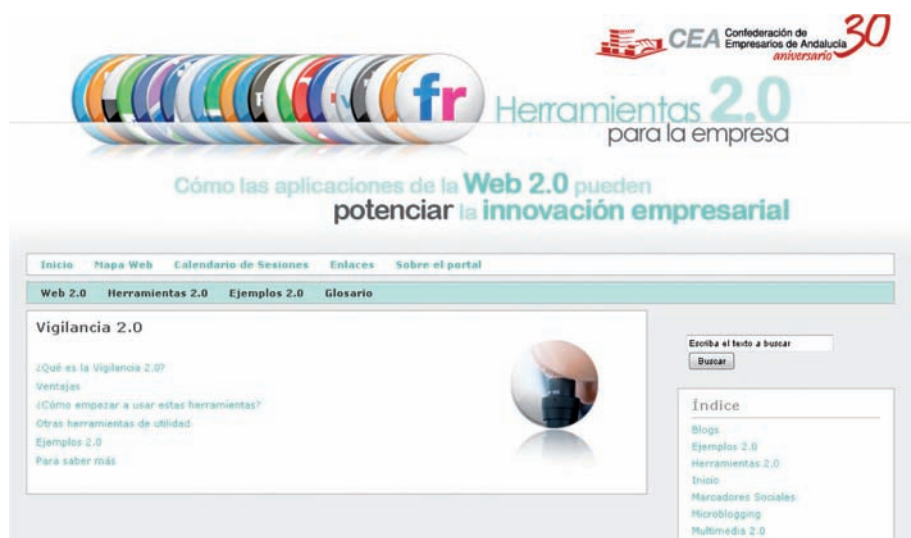 CEA Confederación de
Empresarios de Andalucía
30
aniversario
fr
Herramientas 2.0
para la empresa
Cómo las aplicaciones de la Web 2.0 pueden
potenciar la innovación empresarial
Inicio Mapa Web Calendario de Sesiones Enlaces Sobre el portal
Web 2.0 Herramientas 2.0 Ejemplos 2.0 Glosario
Vigilancia 2.0
¿Qué es la Vigilancia 2.0?
Ventajas
¿Cómo empezar a usar estas herramientas?
Otras herramientas de utilidad
Ejemplos 2.0
Para saber más
Escriba el texto a buscar
Buscar
Índice
Blogs
Ejemplos 2.0
Herramientas 2.0
Inicio
Marcadores Sociales
Microblogging
Multimedia 2.0